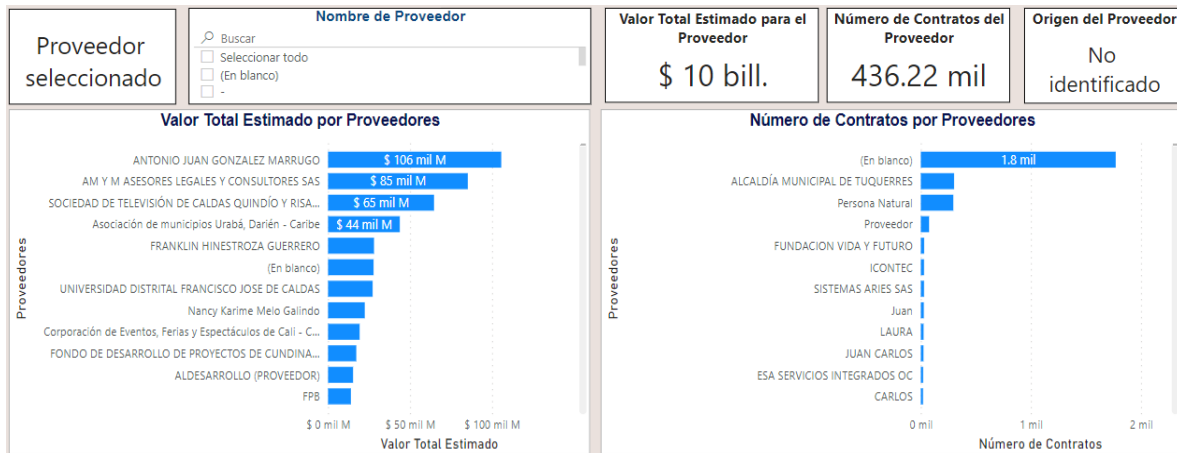 Proveedor
seleccionado
Nombre de Proveedor
Buscar
Seleccionar todo
(En blanco)
-
Valor Total Estimado para el
Proveedor
$ 10 bill.
Número de Contratos del
Proveedor
436.22 mil
Origen del Proveedor
No
identificado
Valor Total Estimado por Proveedores
Proveedores
ANTONIO JUAN GONZALEZ MARRUGO
$ 106 mil M
AM Y M ASESORES LEGALES Y CONSULTORES SAS
$ 85 mil M
SOCIEDAD DE TELEVISIÓN DE CALDAS QUINDÍO Y RISA...
$ 65 mil M
Asociación de municipios Urabá, Darién - Caribe
$ 44 mil M
FRANKLIN HINESTROZA GUERRERO
(En blanco)
UNIVERSIDAD DISTRITAL FRANCISCO JOSE DE CALDAS
Nancy Karime Melo Galindo
Corporación de Eventos, Ferias y Espectáculos de Cali - C...
FONDO DE DESARROLLO DE PROYECTOS DE CUNDINA...
ALDESARROLLO (PROVEEDOR)
FPB
$ 0 mil M $ 50 mil M $ 100 mil M
Valor Total Estimado
Número de Contratos por Proveedores
Proveedores
(En blanco)
1.8 mil
ALCALDÍA MUNICIPAL DE TUQUERRES
Persona Natural
Proveedor
FUNDACION VIDA Y FUTURO
ICONTEC
SISTEMAS ARIES SAS
Juan
LAURA
JUAN CARLOS
ESA SERVICIOS INTEGRADOS OC
CARLOS
0 mil 1 mil 2 mil
Número de Contratos